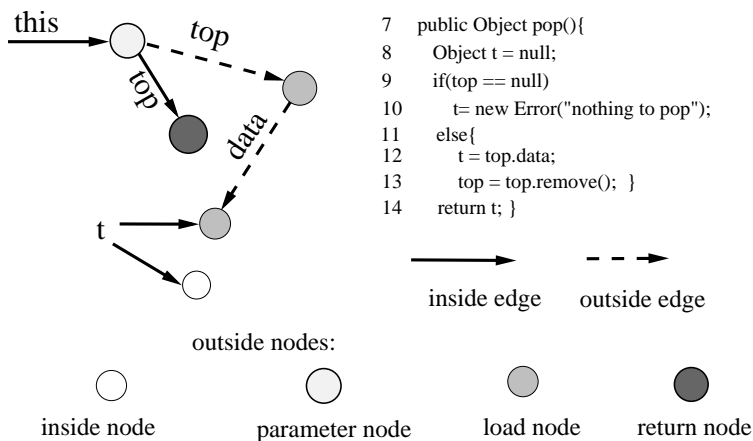 this
top
top
data
t
7 public Object pop(){
8 Object t = null;
9 if(top == null)
10 t= new Error("nothing to pop");
11 else{
12 t = top.data;
13 top = top.remove(); }
14 return t; }
inside edge
outside edge
outside nodes:
inside node
parameter node
load node
return node